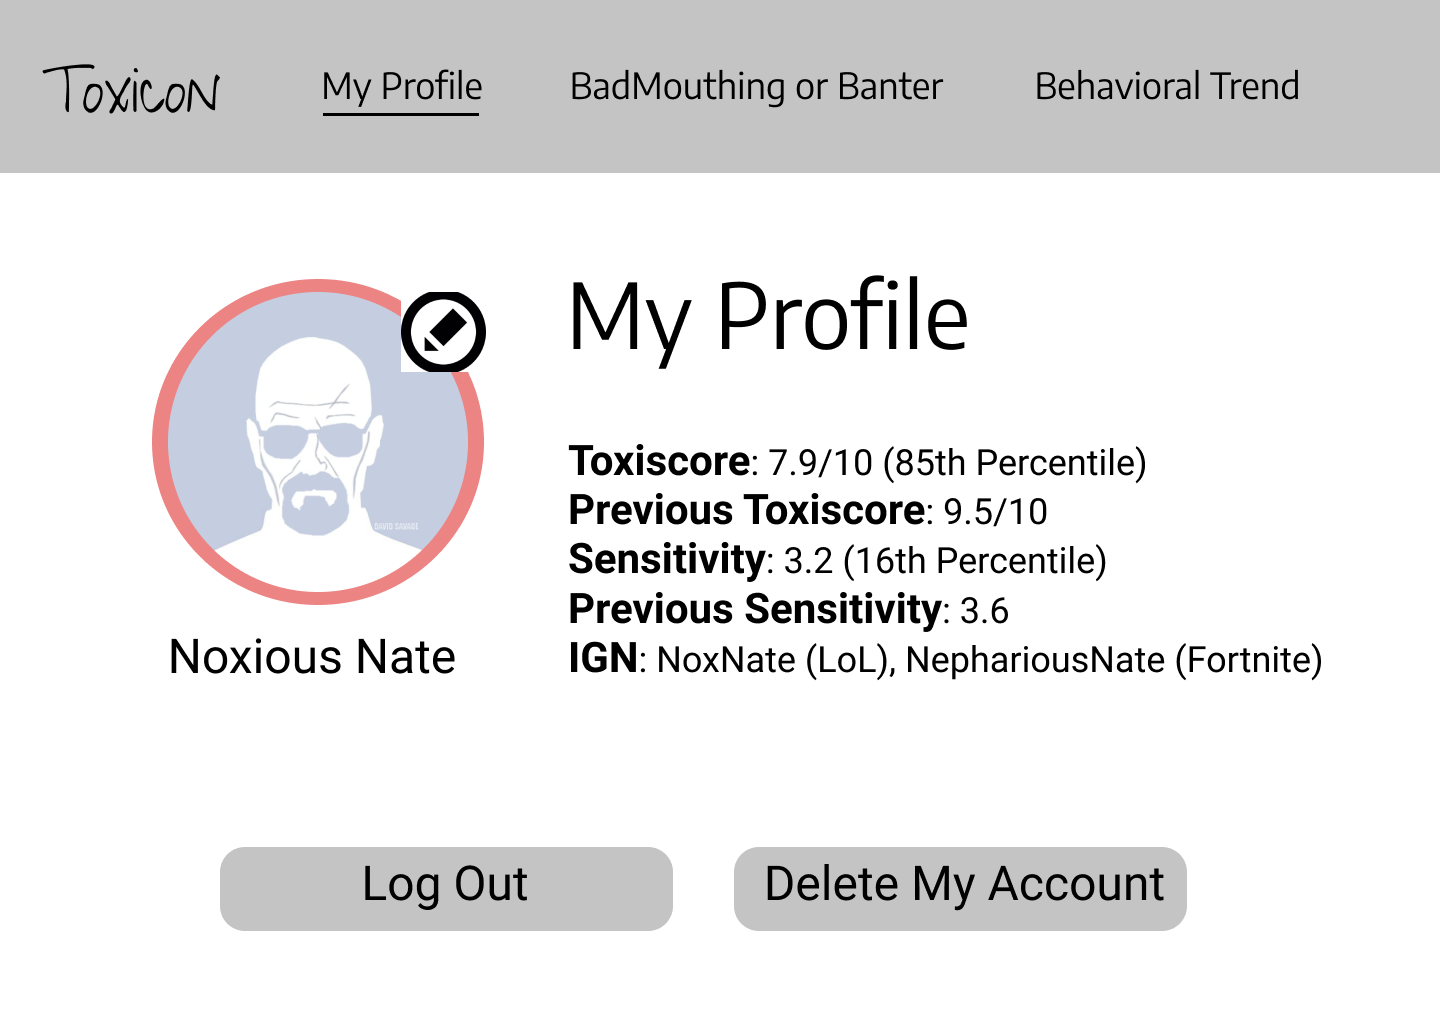 Toxicon
My Profile
BadMouthing or Banter
Behavioral Trend
My Profile
DAVID SAVAGE
Toxiscore: 7.9/10 (85th Percentile)
Previous Toxiscore: 9.5/10
Sensitivity: 3.2 (16th Percentile)
Previous Sensitivity: 3.6
IGN: NoxNate (LoL), NephariousNate (Fortnite)
Noxious Nate
Log Out
Delete My Account